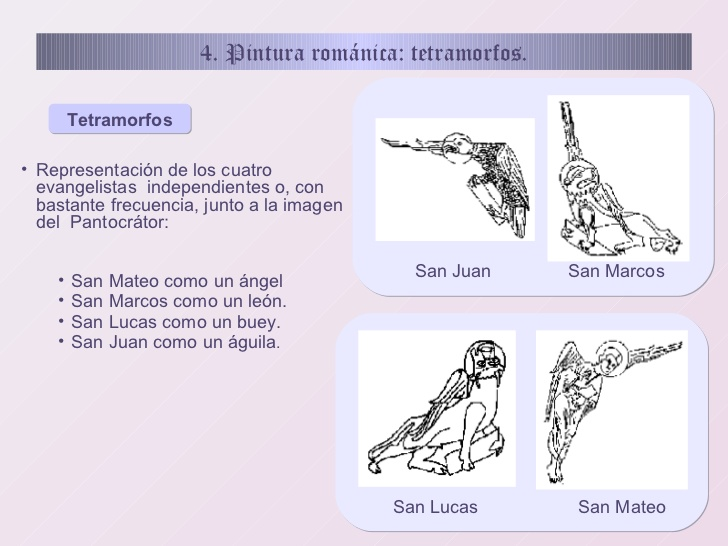 4. Pintura románica: tetramorfos.
Tetramorfos
• Representación de los cuatro
evangelistas independientes o, con
bastante frecuencia, junto a la imagen
del Pantocrátor:
• San Mateo como un ángel
• San Marcos como un león.
• San Lucas como un buey.
• San Juan como un águila.
San Juan
San Marcos
San Lucas
San Mateo